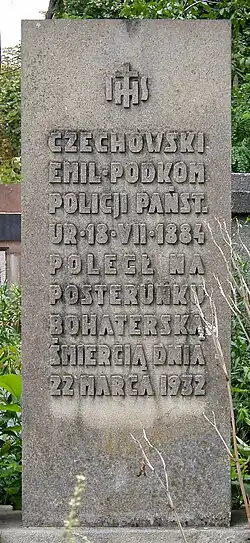 IHS
CZECHOWSKI
EMIL·PODKOM
POLICJI PAŃST.
UR·18·VII·1884
POLEGŁ NA
POSTERUNKU
BOHATERSKĄ
ŚMIERCIĄ DNIA
22 MARCA 1932